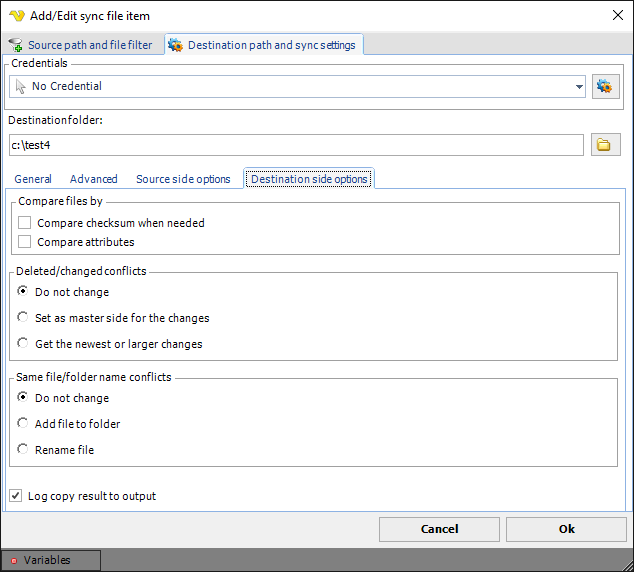 Add/Edit sync file item
Source path and file filter
Destination path and sync settings
Credentials
No Credential
Destination folder:
c:\test4
General
Advanced
Source side options
Destination side options
Compare files by
Compare checksum when needed
Compare attributes
Deleted/changed conflicts
Do not change
Set as master side for the changes
Get the newest or larger changes
Same file/folder name conflicts
Do not change
Add file to folder
Rename file
Log copy result to output
Cancel
Ok
Variables